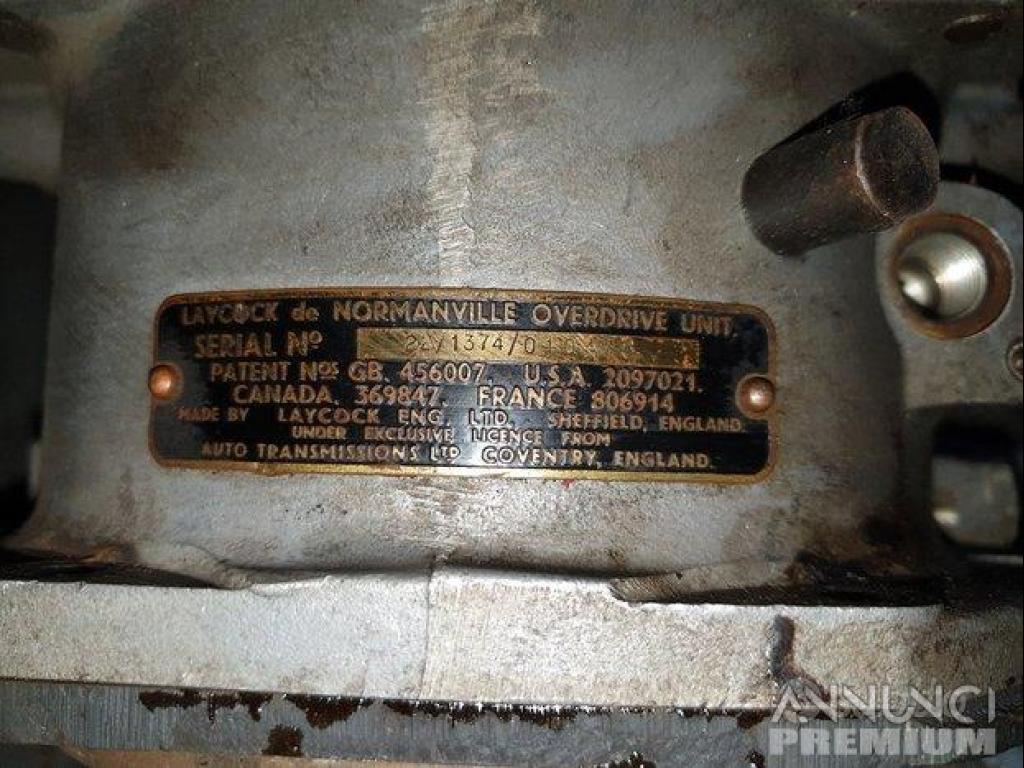 LAYCOCK de NORMANVILLE OVERDRIVE UNIT.
SERIAL Nº
PATENT Nos GB. 456007. U.S.A. 2097021.
CANADA. 369847. FRANCE 806914
MADE BY LAYCOCK ENG. LTD. SHEFFIELD, ENGLAND.
UNDER EXCLUSIVE LICENCE FROM
AUTO TRANSMISSIONS LTD COVENTRY, ENGLAND.
ANNUNCI
PREMIUM